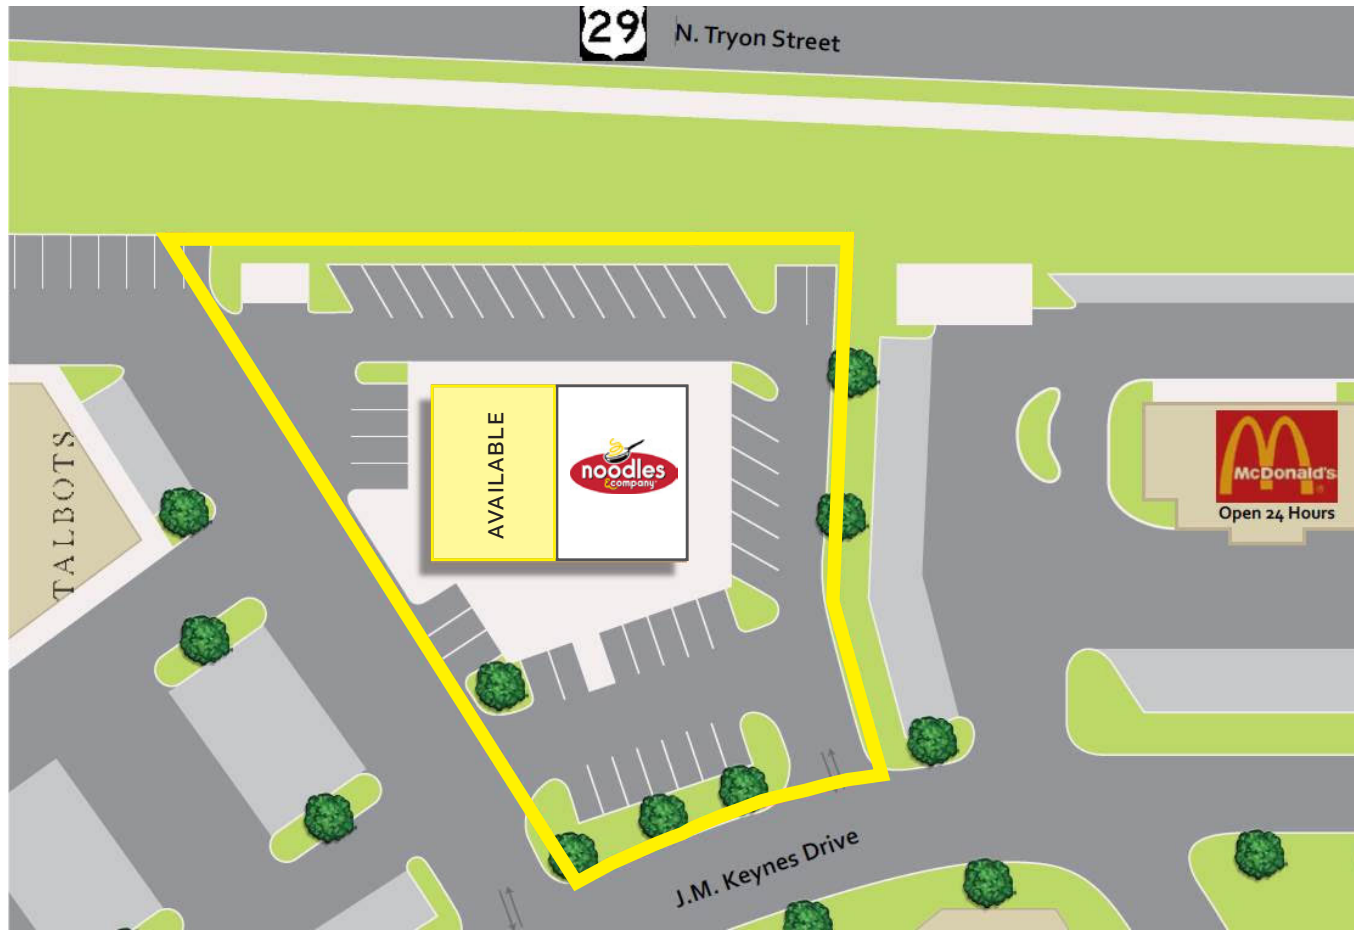 29
N. Tryon Street
AVAILABLE
noodles
& company
TALBOTS
McDonald's
Open 24 Hours
J.M. Keynes Drive